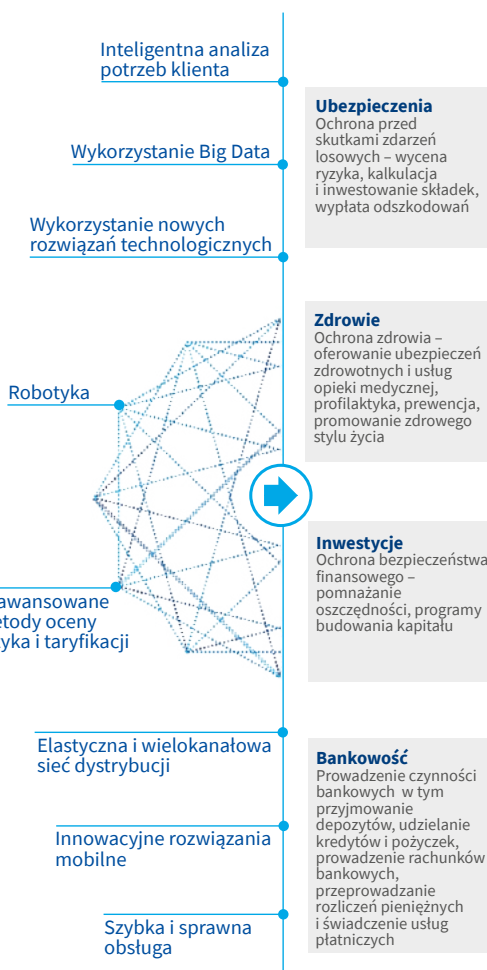 Inteligentna analiza
potrzeb klienta
Wykorzystanie Big Data
Wykorzystanie nowych
rozwiązań technologicznych
Robotyka
awansowane
etody oceny
yka i taryfikacji
Elastyczna i wielokanałowa
sieć dystrybucji
Innowacyjne rozwiązania
mobilne
Szybka i sprawna
obsługa
Ubezpieczenia
Ochrona przed
skutkami zdarzeń
losowych – wycena
ryzyka, kalkulacja
i inwestowanie składek,
wypłata odszkodowań
Zdrowie
Ochrona zdrowia –
oferowanie ubezpieczeń
zdrowotnych i usług
opieki medycznej,
profilaktyka, prewencja,
promowanie zdrowego
stylu życia
Inwestycje
Ochrona bezpieczeństwa
finansowego –
pomnażanie
oszczędności, programy
budowania kapitału
Bankowość
Prowadzenie czynności
bankowych w tym
przyjmowanie
depozytów, udzielanie
kredytów i pożyczek,
prowadzenie rachunków
bankowych,
przeprowadzanie
rozliczeń pieniężnych
i świadczenie usług
płatniczych